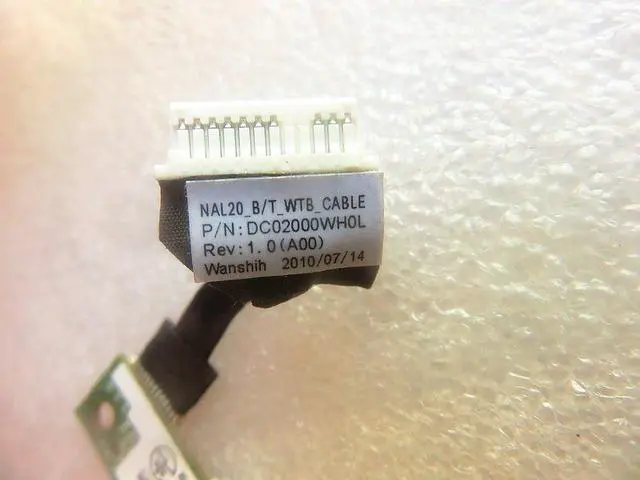 NAL20_B/T_WTB_CABLE
P/N:DC02000WH0L
Rev:1.0(A00)
Wanshih 2010/07/14